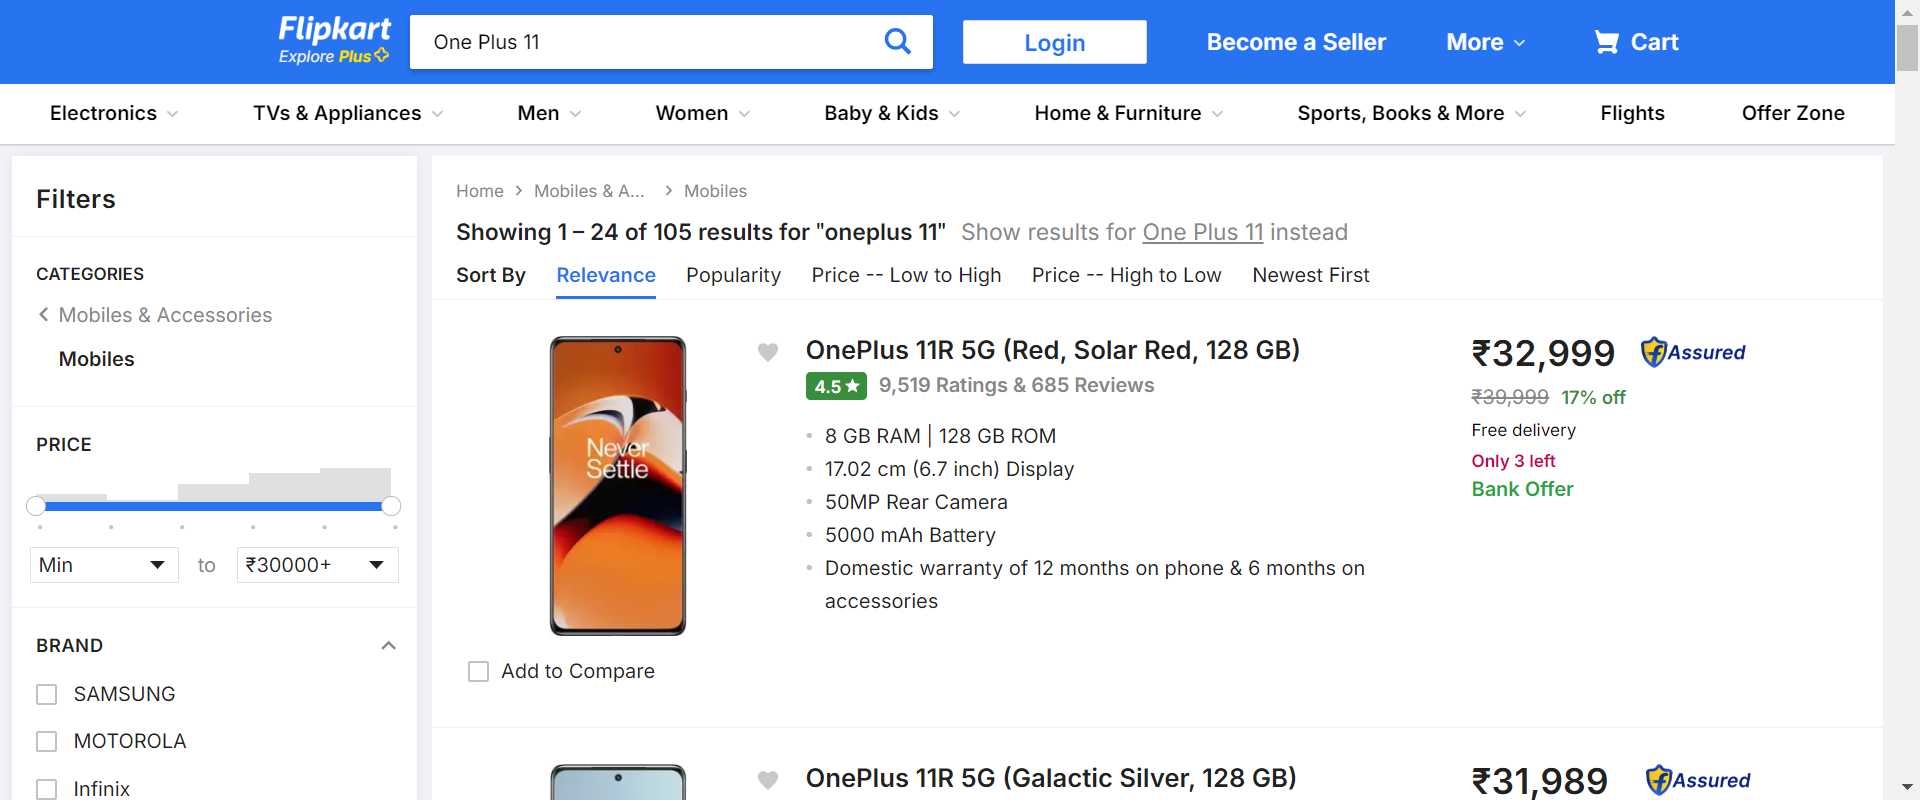 Flipkart
Explore Plus
One Plus 11
Login
Become a Seller
More
Cart
Electronics
TVs & Appliances
Men
Women
Baby & Kids
Home & Furniture
Sports, Books & More
Flights
Offer Zone
Filters
CATEGORIES
Mobiles & Accessories
Mobiles
PRICE
Min
to
₹30000+
BRAND
SAMSUNG
MOTOROLA
Infinix
Home
Mobiles & A...
Mobiles
Showing 1 – 24 of 105 results for "oneplus 11" Show results for One Plus 11 instead
Sort By
Relevance
Popularity
Price -- Low to High
Price -- High to Low
Newest First
Never
Settle
Add to Compare
OnePlus 11R 5G (Red, Solar Red, 128 GB)
4.5
9,519 Ratings & 685 Reviews
8 GB RAM | 128 GB ROM
17.02 cm (6.7 inch) Display
50MP Rear Camera
5000 mAh Battery
Domestic warranty of 12 months on phone & 6 months on
accessories
₹32,999
f Assured
₹39,999 17% off
Free delivery
Only 3 left
Bank Offer
OnePlus 11R 5G (Galactic Silver, 128 GB)
₹31,989
f Assured